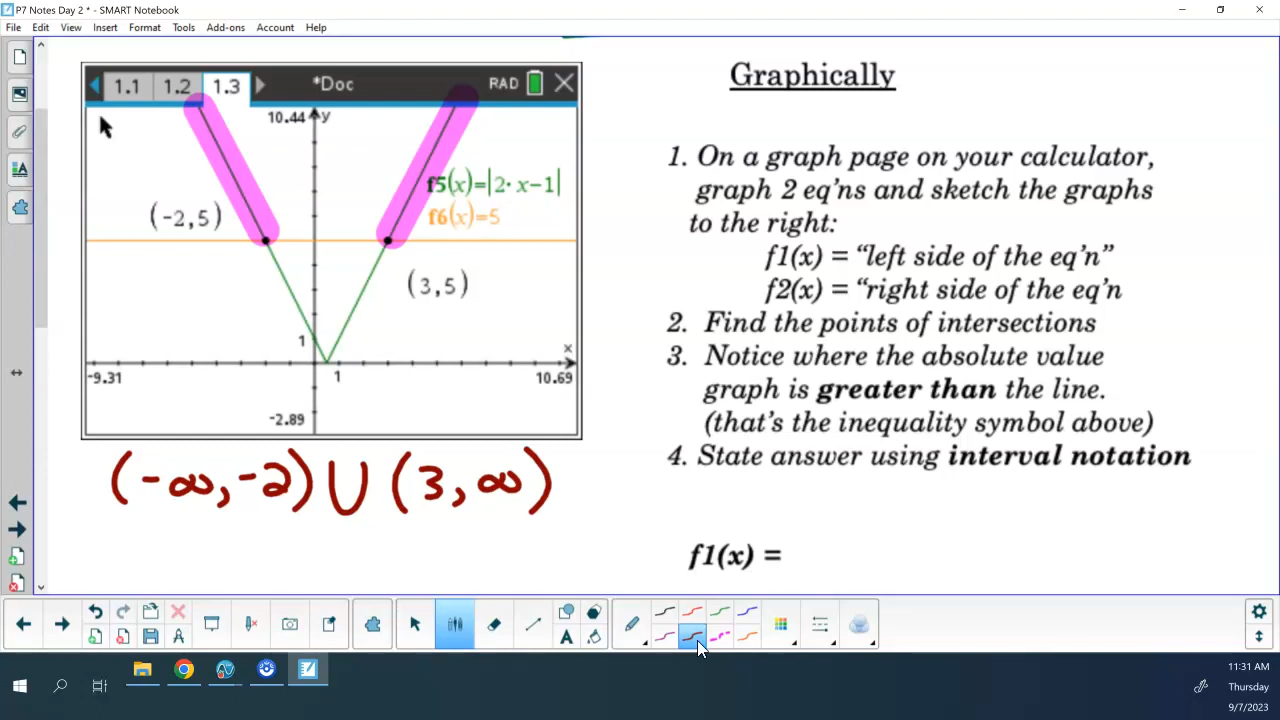 P7 Notes Day 2 * - SMART Notebook
File Edit View Insert Format Tools Add-ons Account Help
1.1 1.2 1.3 *Doc RAD
10.44 y
f5(x)=|2·x-1|
f6(x)=5
(-2,5)
(3,5)
1
x
-9.31 1 10.69
-2.89
(-∞,-2) ∪ (3,∞)
Graphically
1. On a graph page on your calculator,
graph 2 eq'ns and sketch the graphs
to the right:
f1(x) = “left side of the eq'n”
f2(x) = “right side of the eq'n
2. Find the points of intersections
3. Notice where the absolute value
graph is greater than the line.
(that's the inequality symbol above)
4. State answer using interval notation
f1(x) =
11:31 AM
Thursday
9/7/2023